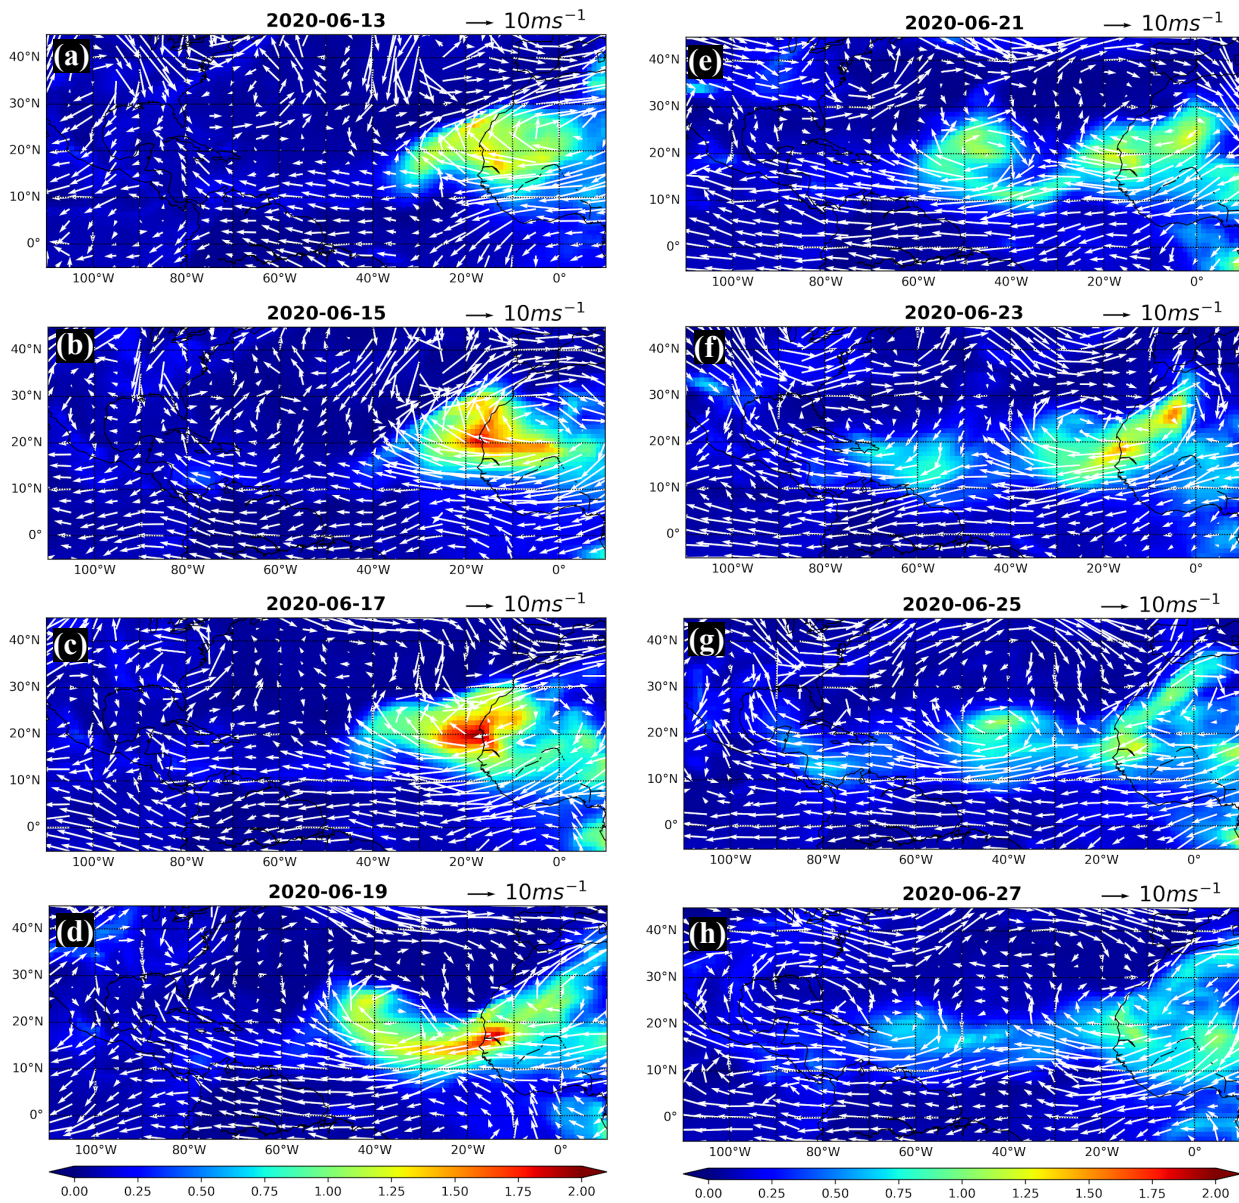 2020-06-13 10ms⁻¹
(a)
40°N
30°N
20°N
10°N
0°
100°W 80°W 60°W 40°W 20°W 0°
2020-06-15 10ms⁻¹
(b)
40°N
30°N
20°N
10°N
0°
100°W 80°W 60°W 40°W 20°W 0°
2020-06-17 10ms⁻¹
(c)
40°N
30°N
20°N
10°N
0°
100°W 80°W 60°W 40°W 20°W 0°
2020-06-19 10ms⁻¹
(d)
40°N
30°N
20°N
10°N
0°
100°W 80°W 60°W 40°W 20°W 0°
0.00 0.25 0.50 0.75 1.00 1.25 1.50 1.75 2.00
2020-06-21 10ms⁻¹
(e)
40°N
30°N
20°N
10°N
0°
100°W 80°W 60°W 40°W 20°W 0°
2020-06-23 10ms⁻¹
(f)
40°N
30°N
20°N
10°N
0°
100°W 80°W 60°W 40°W 20°W 0°
2020-06-25 10ms⁻¹
(g)
40°N
30°N
20°N
10°N
0°
100°W 80°W 60°W 40°W 20°W 0°
2020-06-27 10ms⁻¹
(h)
40°N
30°N
20°N
10°N
0°
100°W 80°W 60°W 40°W 20°W 0°
0.00 0.25 0.50 0.75 1.00 1.25 1.50 1.75 2.00